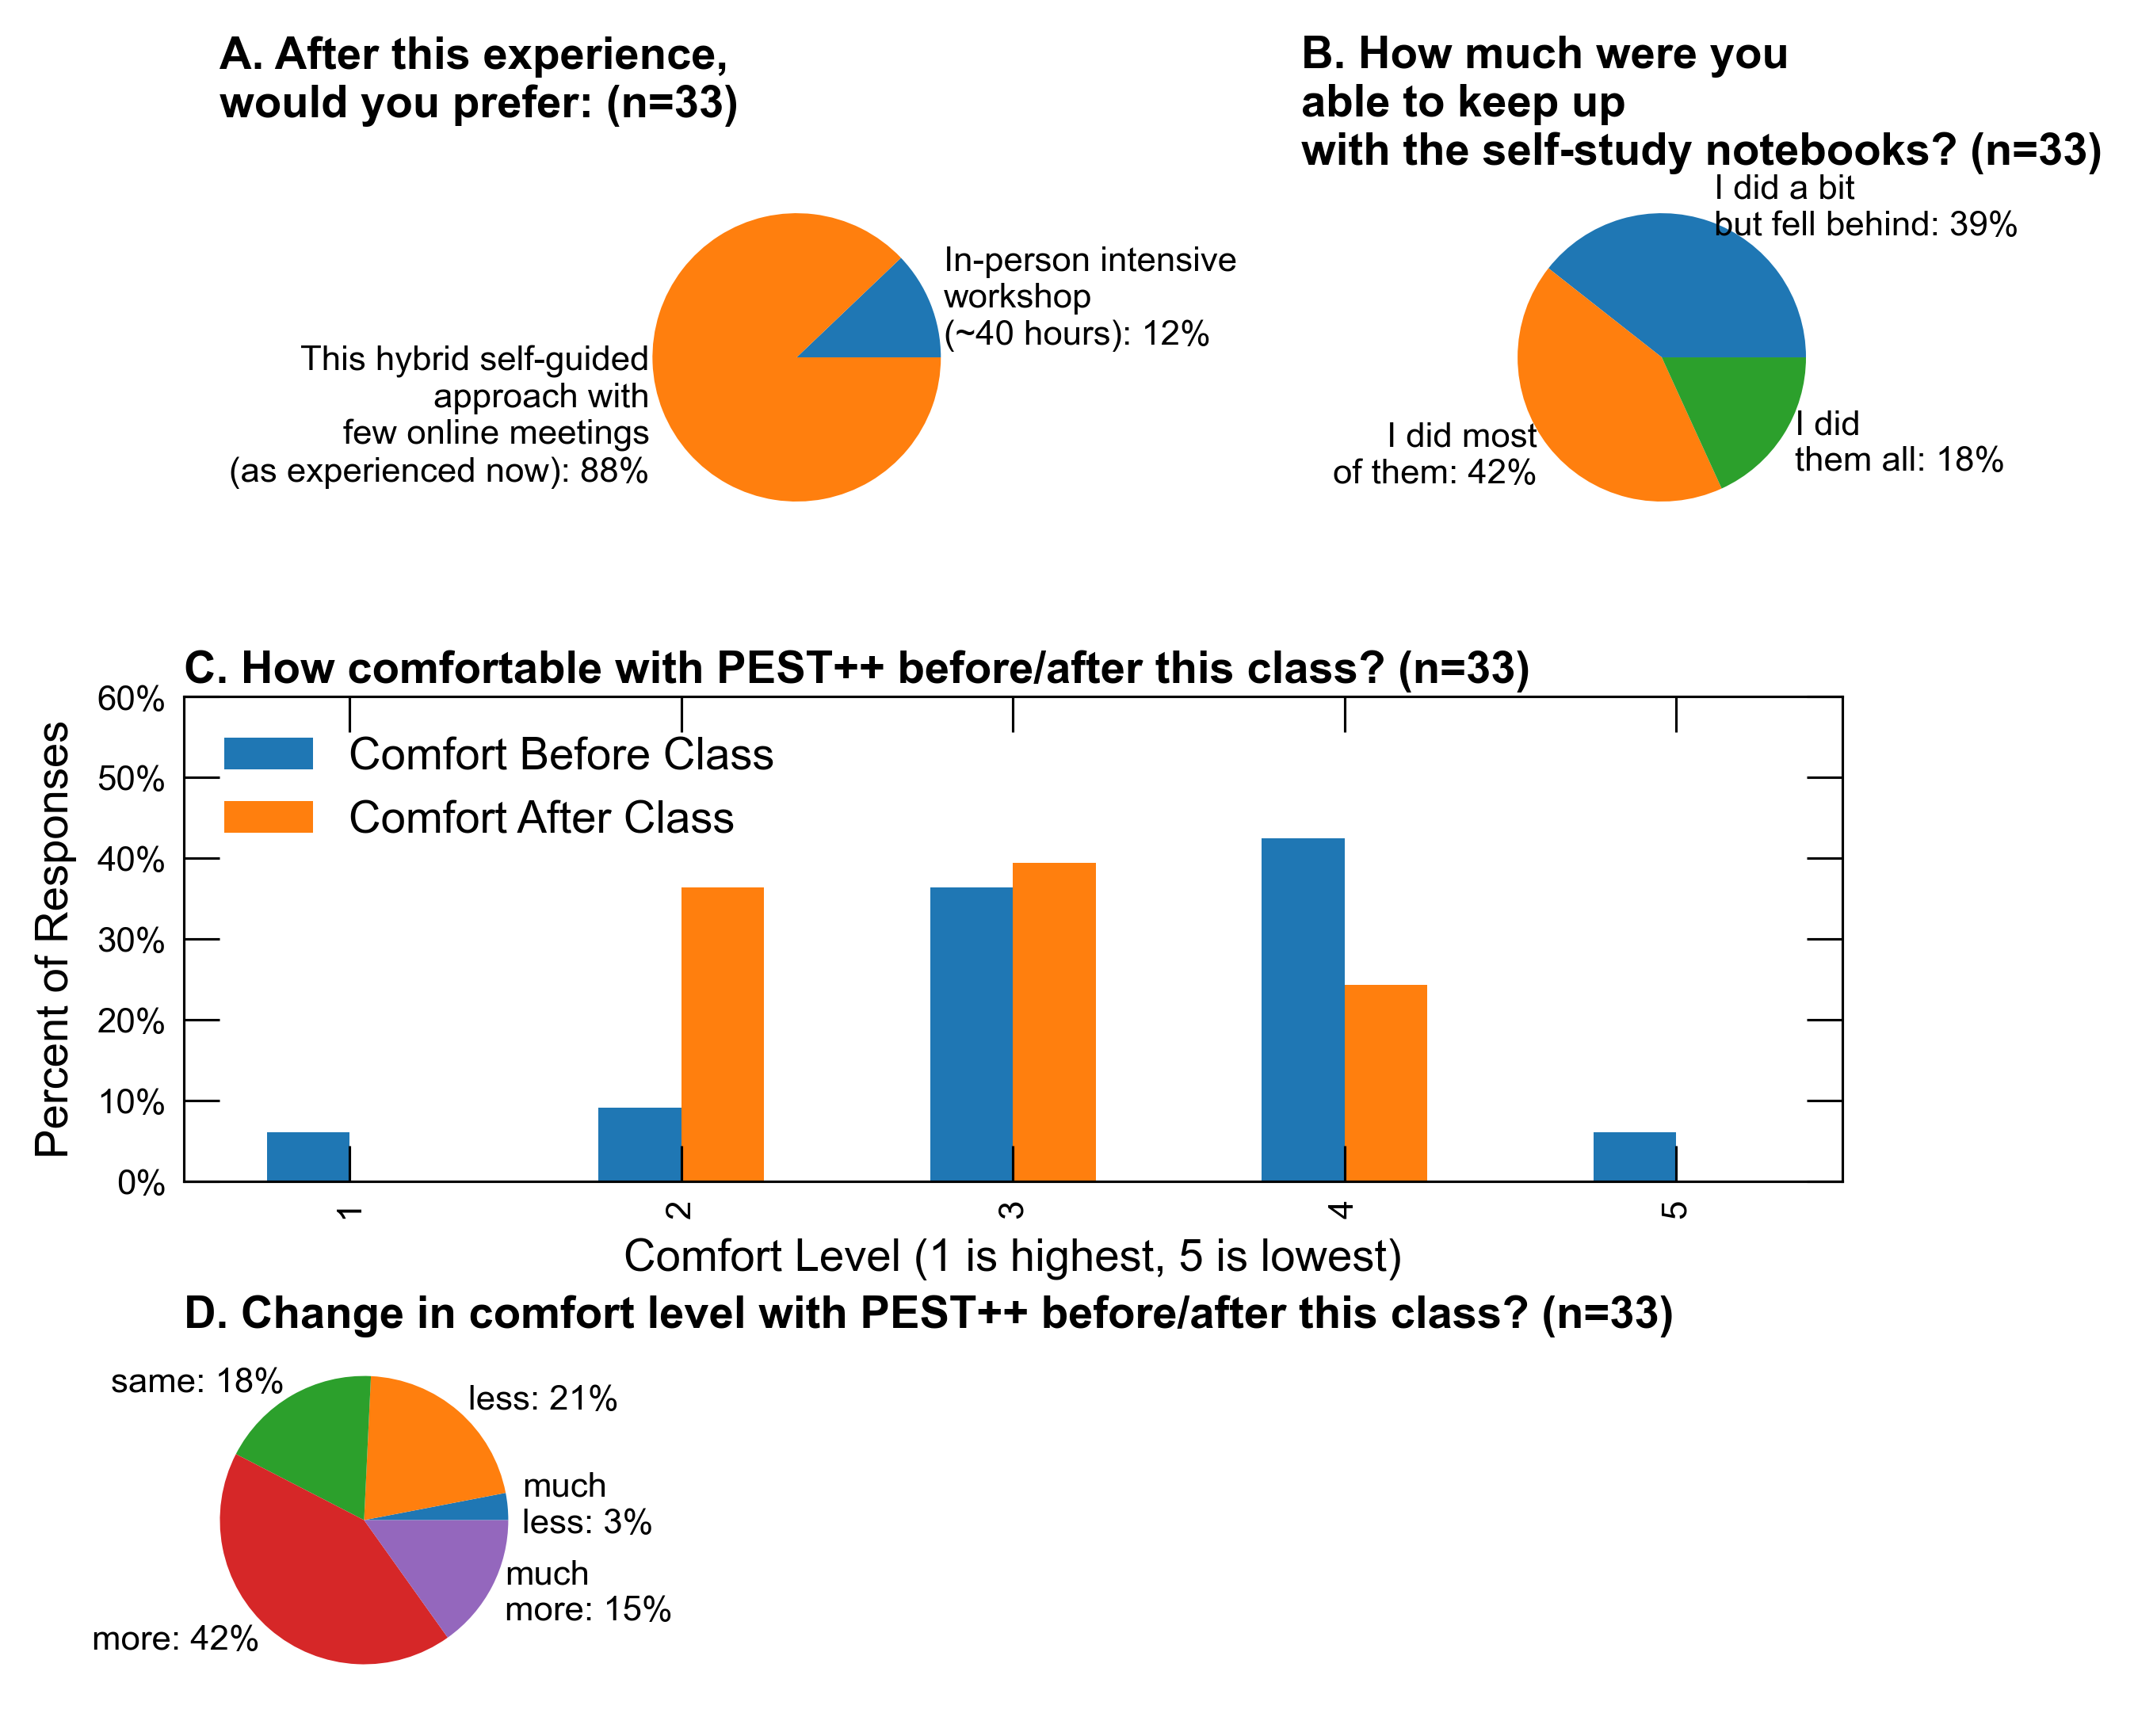 A. After this experience,
would you prefer: (n=33)
In-person intensive
workshop
(~40 hours): 12%
This hybrid self-guided
approach with
few online meetings
(as experienced now): 88%
B. How much were you
able to keep up
with the self-study notebooks? (n=33)
I did a bit
but fell behind: 39%
I did most
of them: 42%
I did
them all: 18%
C. How comfortable with PEST++ before/after this class? (n=33)
Percent of Responses
60%
50%
40%
30%
20%
10%
0%
Comfort Before Class
Comfort After Class
1
2
3
4
5
Comfort Level (1 is highest, 5 is lowest)
D. Change in comfort level with PEST++ before/after this class? (n=33)
same: 18%
less: 21%
much
less: 3%
much
more: 15%
more: 42%